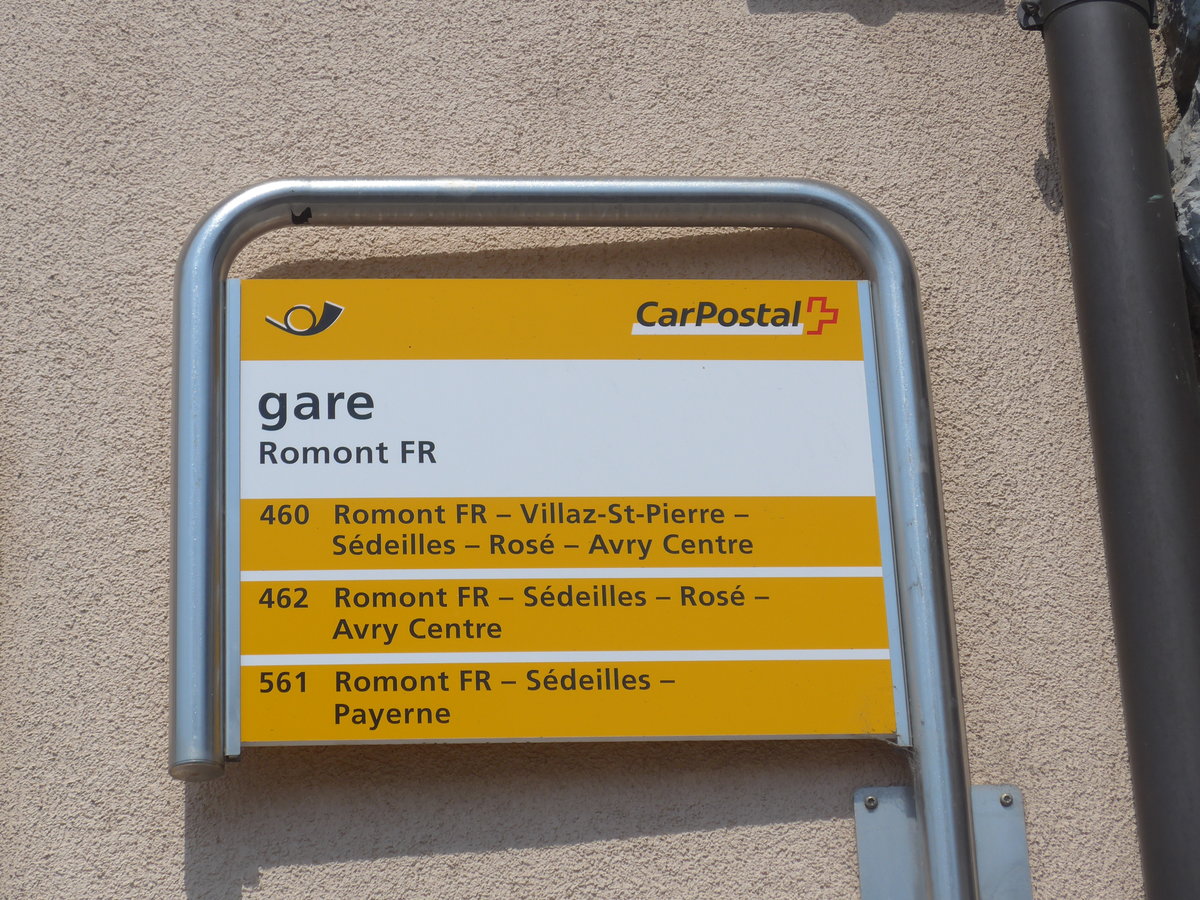 CarPostal
gare
Romont FR
460 Romont FR – Villaz-St-Pierre –
Sédeilles – Rosé – Avry Centre
462 Romont FR – Sédeilles – Rosé –
Avry Centre
561 Romont FR – Sédeilles –
Payerne